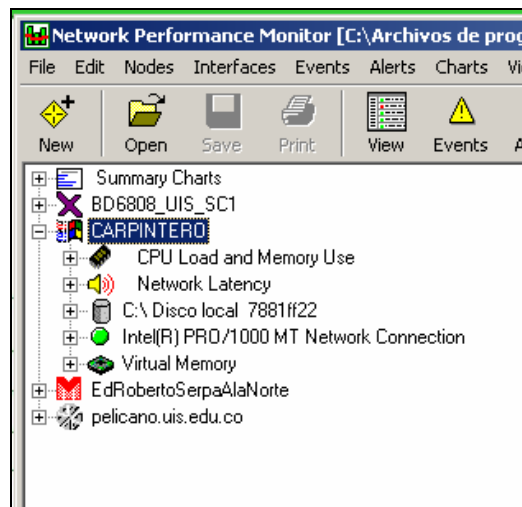 Network Performance Monitor [C:\Archivos de prog
File Edit Nodes Interfaces Events Alerts Charts Vi
New Open Save Print View Events A
Summary Charts
BD6808_UIS_SC1
CARPINTERO
CPU Load and Memory Use
Network Latency
C:\ Disco local 7881ff22
Intel(R) PRO/1000 MT Network Connection
Virtual Memory
EdRobertoSerpaAlaNorte
pelicano.uis.edu.co